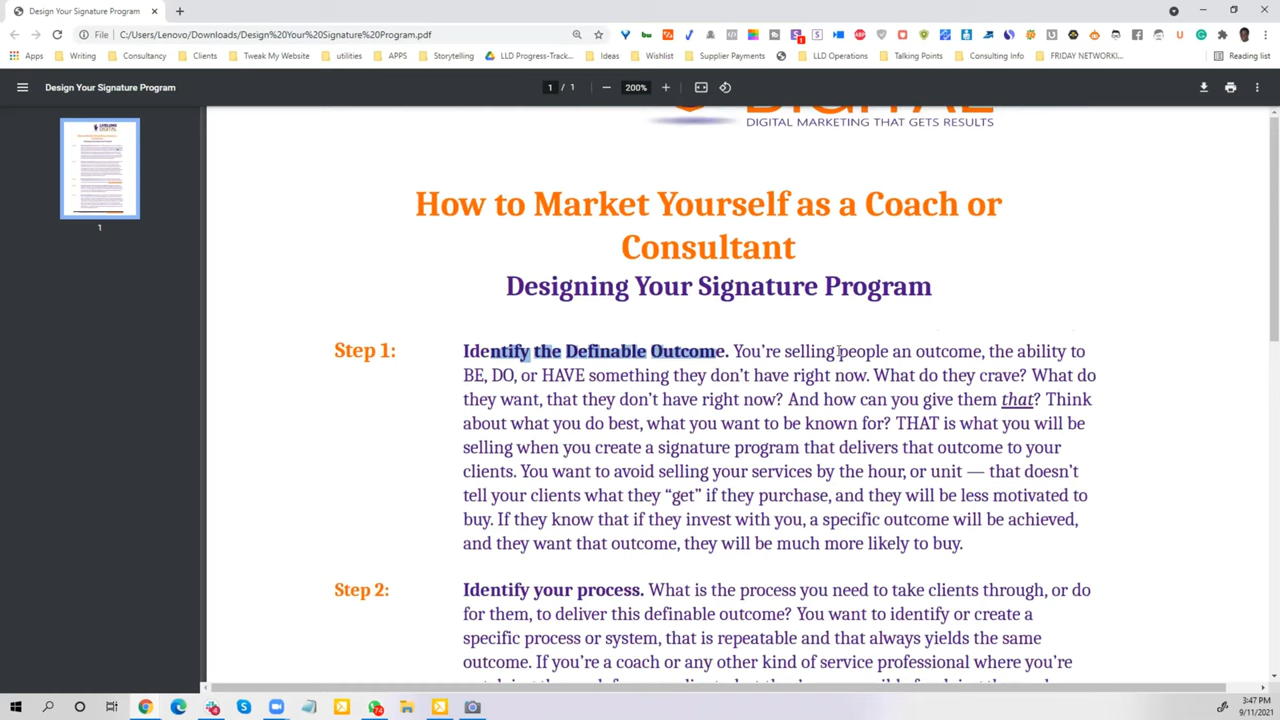 Design Your Signature Program
File
C:/Users/Lenovo/Downloads/Design%20Your%20Signature%20Program.pdf
Writing
Consultancy
Clients
Tweak My Website
utilities
APPS
Storytelling
LLD Progress-Track...
Ideas
Wishlist
Supplier Payments
LLD Operations
Talking Points
Consulting Info
FRIDAY NETWORKI...
Reading list
Design Your Signature Program
1 / 1
200%
DIGITAL
DIGITAL MARKETING THAT GETS RESULTS
How to Market Yourself as a Coach or
Consultant
Designing Your Signature Program
Step 1: Identify the Definable Outcome. You’re selling people an outcome, the ability to
BE, DO, or HAVE something they don’t have right now. What do they crave? What do
they want, that they don’t have right now? And how can you give them that? Think
about what you do best, what you want to be known for? THAT is what you will be
selling when you create a signature program that delivers that outcome to your
clients. You want to avoid selling your services by the hour, or unit — that doesn’t
tell your clients what they “get” if they purchase, and they will be less motivated to
buy. If they know that if they invest with you, a specific outcome will be achieved,
and they want that outcome, they will be much more likely to buy.
Step 2: Identify your process. What is the process you need to take clients through, or do
for them, to deliver this definable outcome? You want to identify or create a
specific process or system, that is repeatable and that always yields the same
outcome. If you’re a coach or any other kind of service professional where you’re
1
74
3:47 PM
9/11/2021